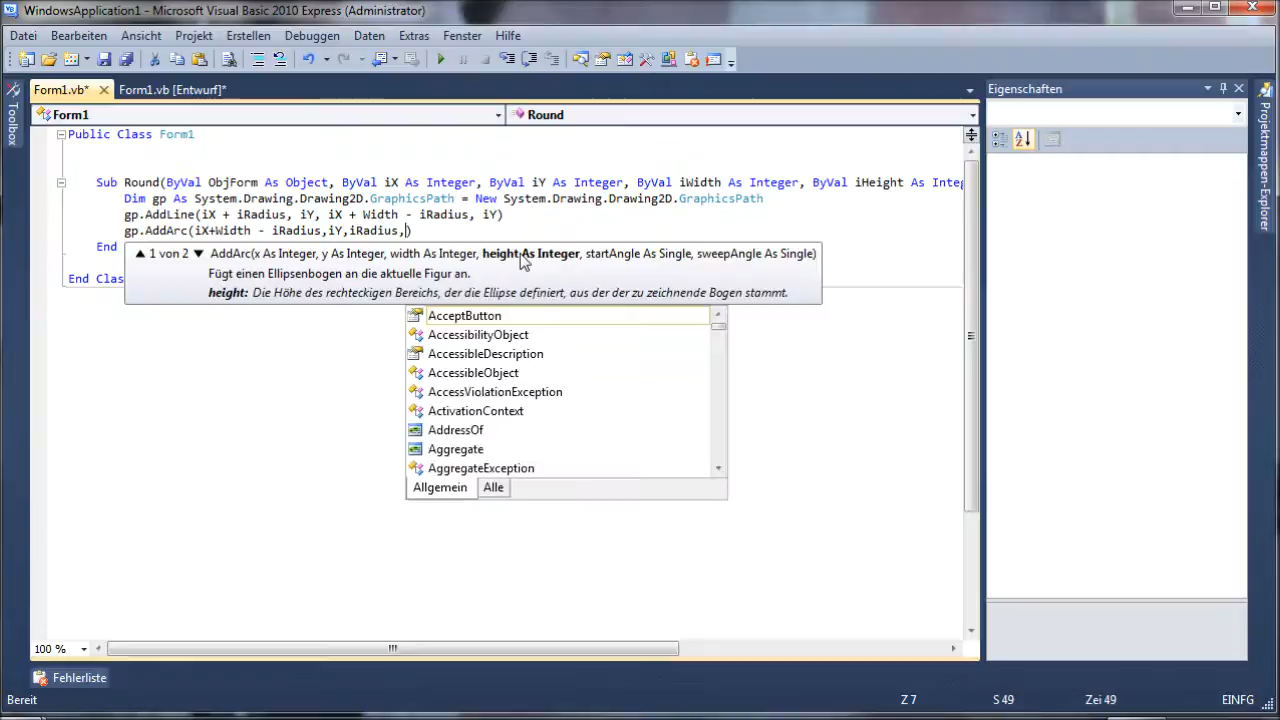 WindowsApplication1 - Microsoft Visual Basic 2010 Express (Administrator)
Datei Bearbeiten Ansicht Projekt Erstellen Debuggen Daten Extras Fenster Hilfe
Form1.vb* Form1.vb [Entwurf]*
Eigenschaften
Form1 Round
Toolbox
Projektmappen-Explorer
Public Class Form1
Sub Round(ByVal ObjForm As Object, ByVal iX As Integer, ByVal iY As Integer, ByVal iWidth As Integer, ByVal iHeight As Integ
Dim gp As System.Drawing.Drawing2D.GraphicsPath = New System.Drawing.Drawing2D.GraphicsPath
gp.AddLine(iX + iRadius, iY, iX + Width - iRadius, iY)
gp.AddArc(iX+Width - iRadius,iY,iRadius,)
End
1 von 2 AddArc(x As Integer, y As Integer, width As Integer, height As Integer, startAngle As Single, sweepAngle As Single)
Fügt einen Ellipsenbogen an die aktuelle Figur an.
End Clas
height: Die Höhe des rechteckigen Bereichs, der die Ellipse definiert, aus der der zu zeichnende Bogen stammt.
AcceptButton
AccessibilityObject
AccessibleDescription
AccessibleObject
AccessViolationException
ActivationContext
AddressOf
Aggregate
AggregateException
Allgemein Alle
100 %
Fehlerliste
Bereit Z 7 S 49 Zei 49 EINFG